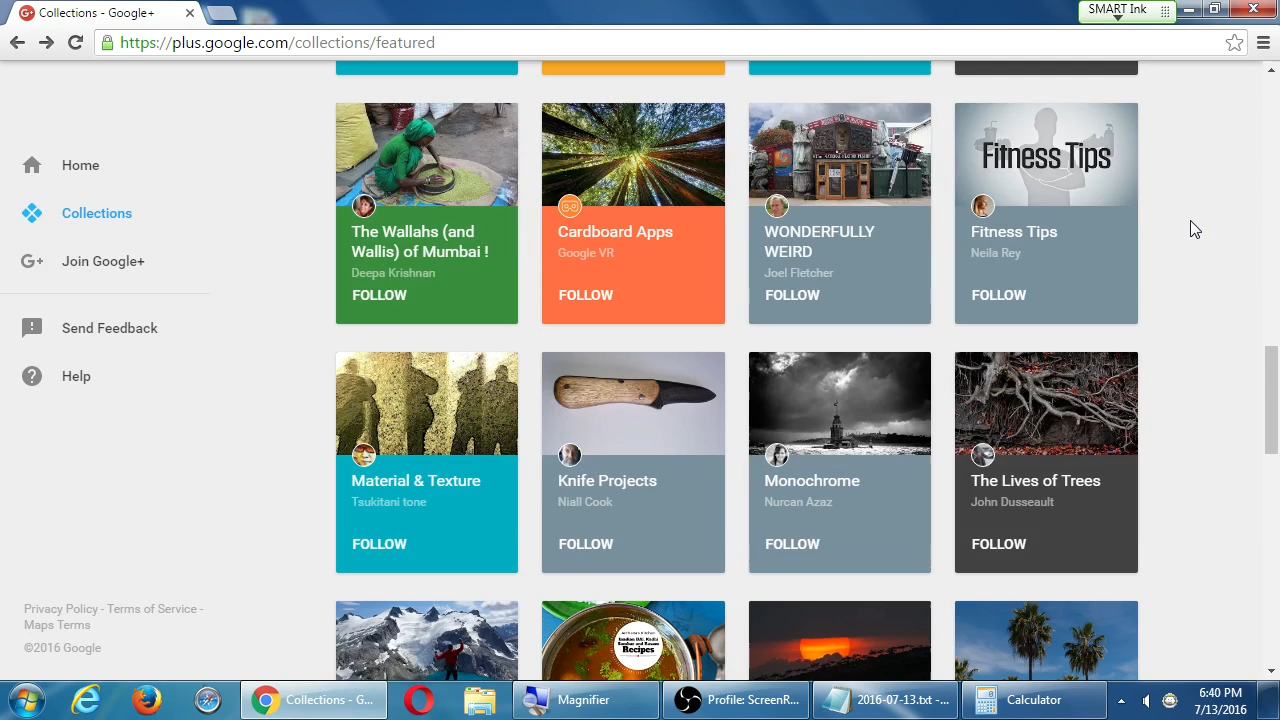 Collections - Google+
SMART Ink
https://plus.google.com/collections/featured
Home
Collections
Join Google+
Send Feedback
Help
Privacy Policy - Terms of Service -
Maps Terms
©2016 Google
The Wallahs (and
Wallis) of Mumbai !
Deepa Krishnan
FOLLOW
Cardboard Apps
Google VR
FOLLOW
WONDERFULLY
WEIRD
Joel Fletcher
FOLLOW
Fitness Tips
Fitness Tips
Neila Rey
FOLLOW
Material & Texture
Tsukitani tone
FOLLOW
Knife Projects
Niall Cook
FOLLOW
Monochrome
Nurcan Azaz
FOLLOW
The Lives of Trees
John Dusseault
FOLLOW
Recipes
Collections - G...
Magnifier
Profile: ScreenR...
2016-07-13.txt -...
Calculator
6:40 PM
7/13/2016